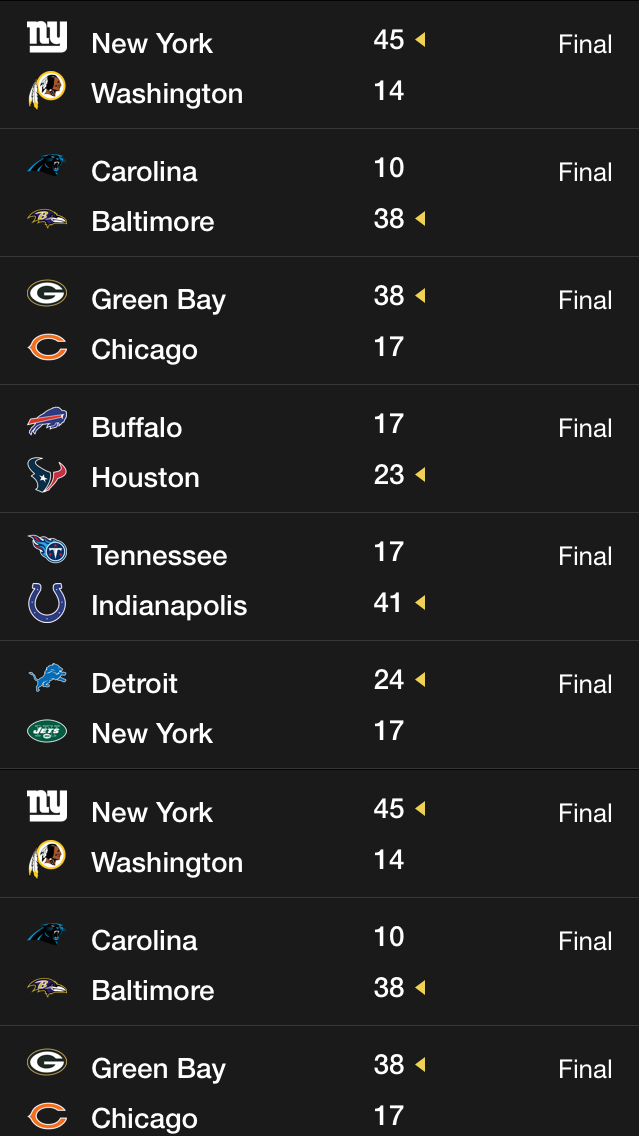 ny New York 45 Final
Washington 14
Carolina 10 Final
Baltimore 38
G Green Bay 38 Final
C Chicago 17
Buffalo 17 Final
Houston 23
T Tennessee 17 Final
Indianapolis 41
Detroit 24 Final
JETS New York 17
ny New York 45 Final
Washington 14
Carolina 10 Final
Baltimore 38
G Green Bay 38 Final
C Chicago 17